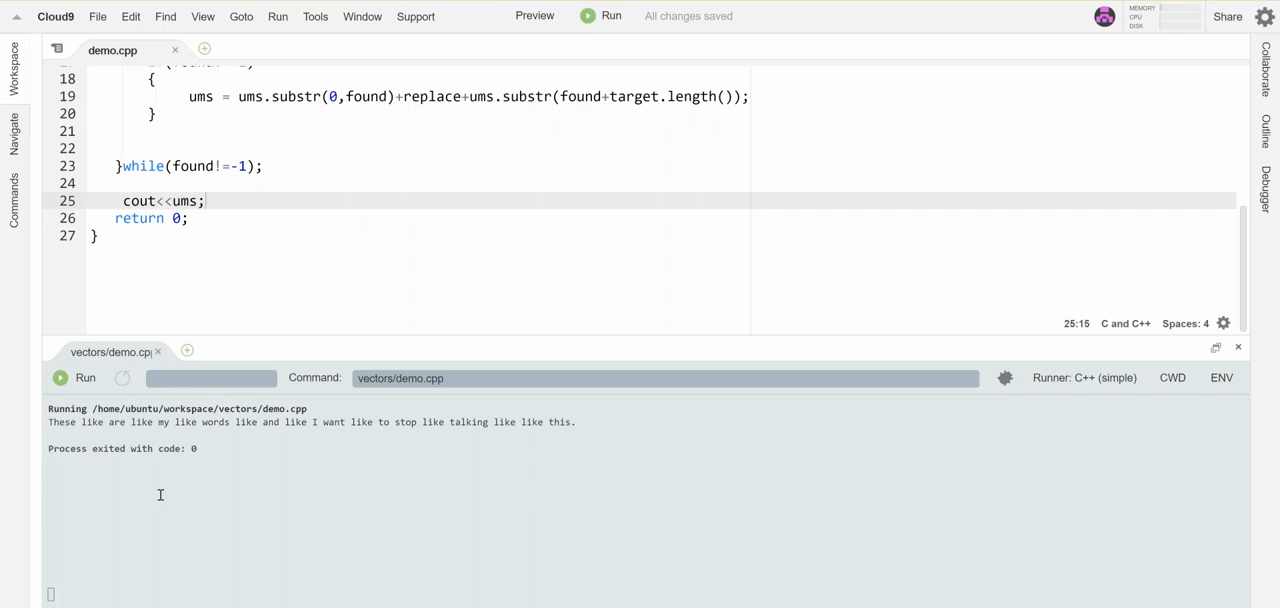 Cloud9 File Edit Find View Goto Run Tools Window Support Preview Run All changes saved MEMORY CPU DISK Share
Workspace
Navigate
Commands
Collaborate
Outline
Debugger
demo.cpp
18 {
19 ums = ums.substr(0,found)+replace+ums.substr(found+target.length());
20 }
21
22
23 }while(found!=-1);
24
25 cout<<ums;
26 return 0;
27 }
25:15 C and C++ Spaces: 4
vectors/demo.cp
Run Command: vectors/demo.cpp Runner: C++ (simple) CWD ENV
Running /home/ubuntu/workspace/vectors/demo.cpp
These like are like my like words like and like I want like to stop like talking like like this.
Process exited with code: 0